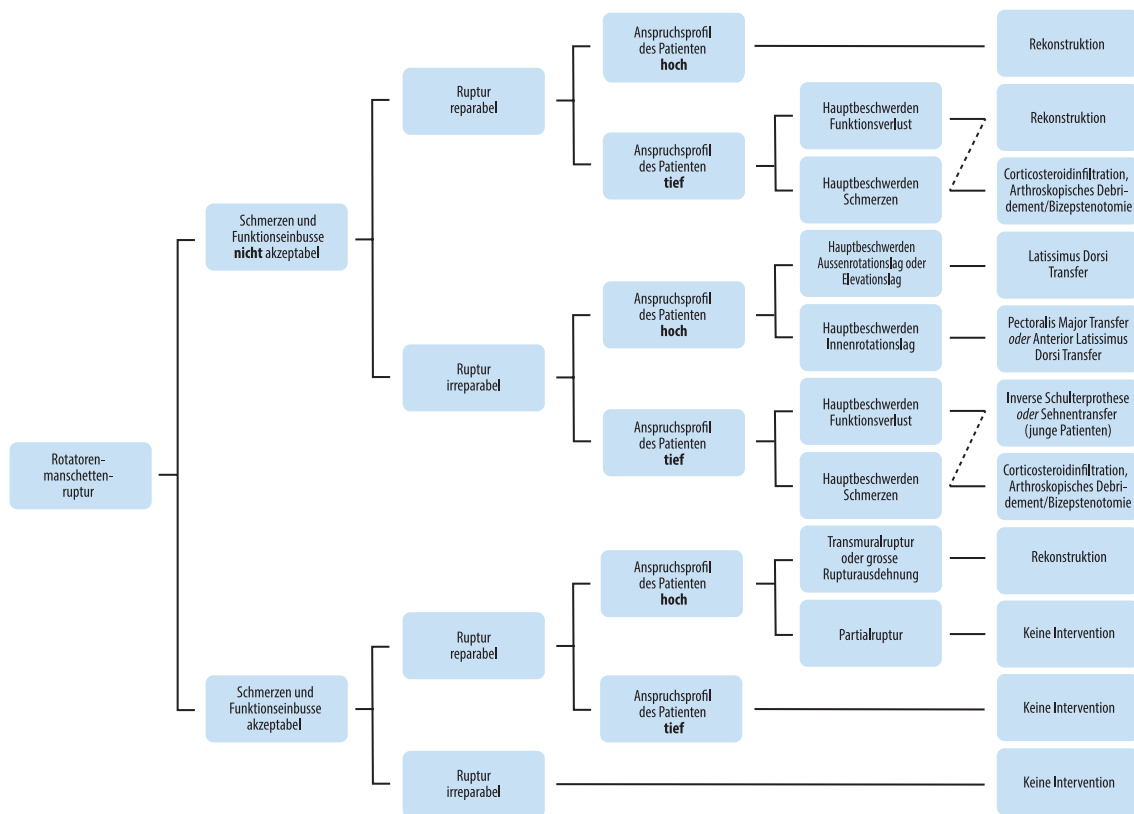 Rotatoren-
manschetten-
ruptur
Schmerzen und
Funktionseinbusse
nicht akzeptabel
Ruptur
reparabel
Anspruchsprofil
des Patienten
hoch
Rekonstruktion
Anspruchsprofil
des Patienten
tief
Hauptbeschwerden
Funktionsverlust
Rekonstruktion
Hauptbeschwerden
Schmerzen
Corticosteroidinfiltration,
Arthroskopisches Debri-
dement/Bizepstenotomie
Ruptur
irreparabel
Anspruchsprofil
des Patienten
hoch
Hauptbeschwerden
Aussenrotationslag oder
Elevationslag
Latissimus Dorsi
Transfer
Hauptbeschwerden
Innenrotationslag
Pectoralis Major Transfer
oder Anterior Latissimus
Dorsi Transfer
Anspruchsprofil
des Patienten
tief
Hauptbeschwerden
Funktionsverlust
Inverse Schulterprothese
oder Sehnentransfer
(junge Patienten)
Hauptbeschwerden
Schmerzen
Corticosteroidinfiltration,
Arthroskopisches Debri-
dement/Bizepstenotomie
Schmerzen und
Funktionseinbusse
akzeptabel
Ruptur
reparabel
Anspruchsprofil
des Patienten
hoch
Transmuralruptur
oder grosse
Rupturausdehnung
Rekonstruktion
Partialruptur
Keine Intervention
Anspruchsprofil
des Patienten
tief
Keine Intervention
Ruptur
irreparabel
Keine Intervention